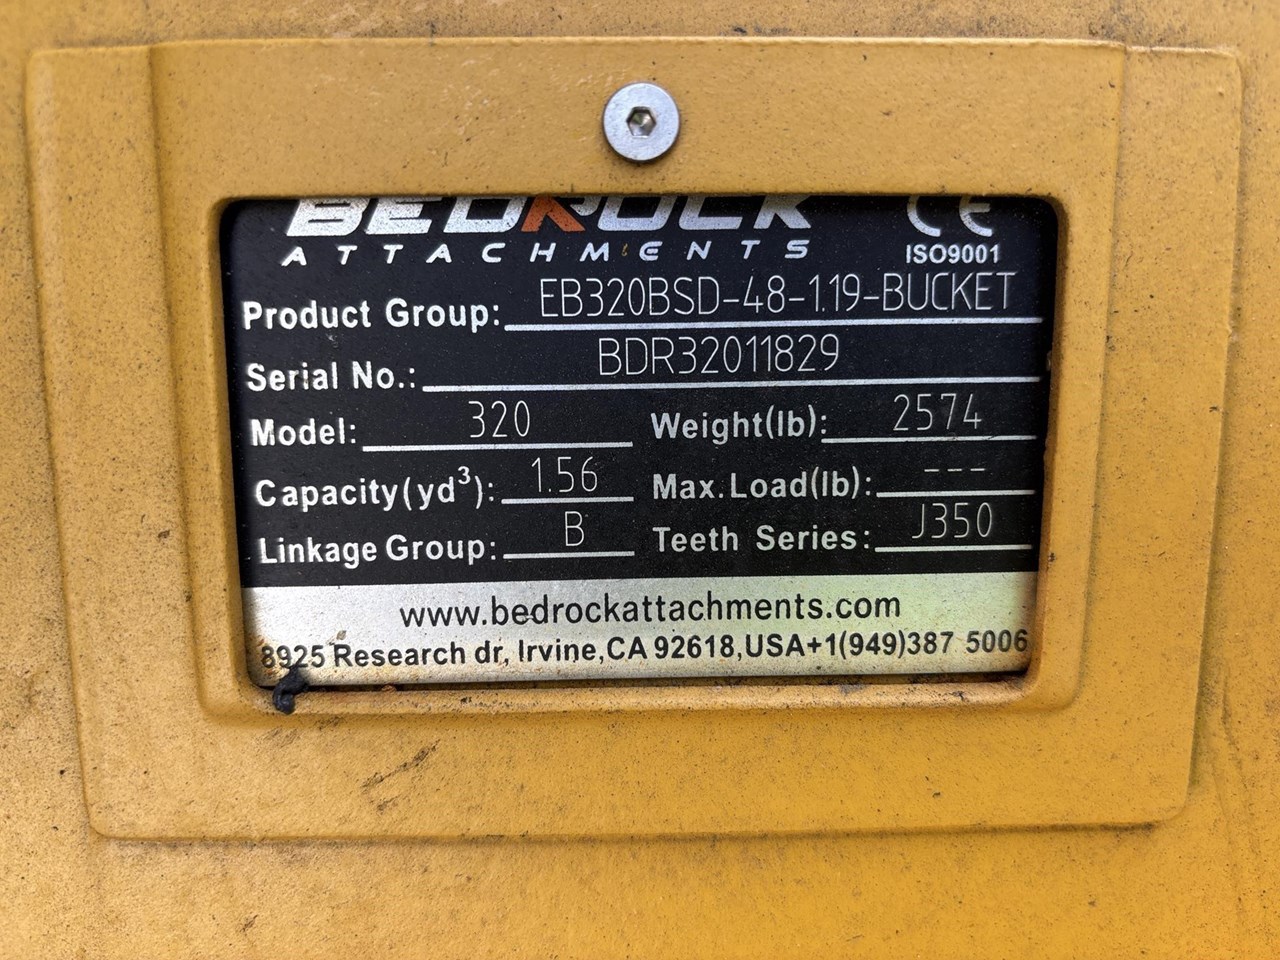 BEDROCK CE
ATTACHMENTS ISO9001
Product Group: EB320BSD-48-1.19-BUCKET
Serial No.: BDR32011829
Model: 320 Weight(lb): 2574
Capacity(yd³): 1.56 Max.Load(lb): ---
Linkage Group: B Teeth Series: J350
www.bedrockattachments.com
8925 Research dr, Irvine,CA 92618,USA+1(949)387 5006